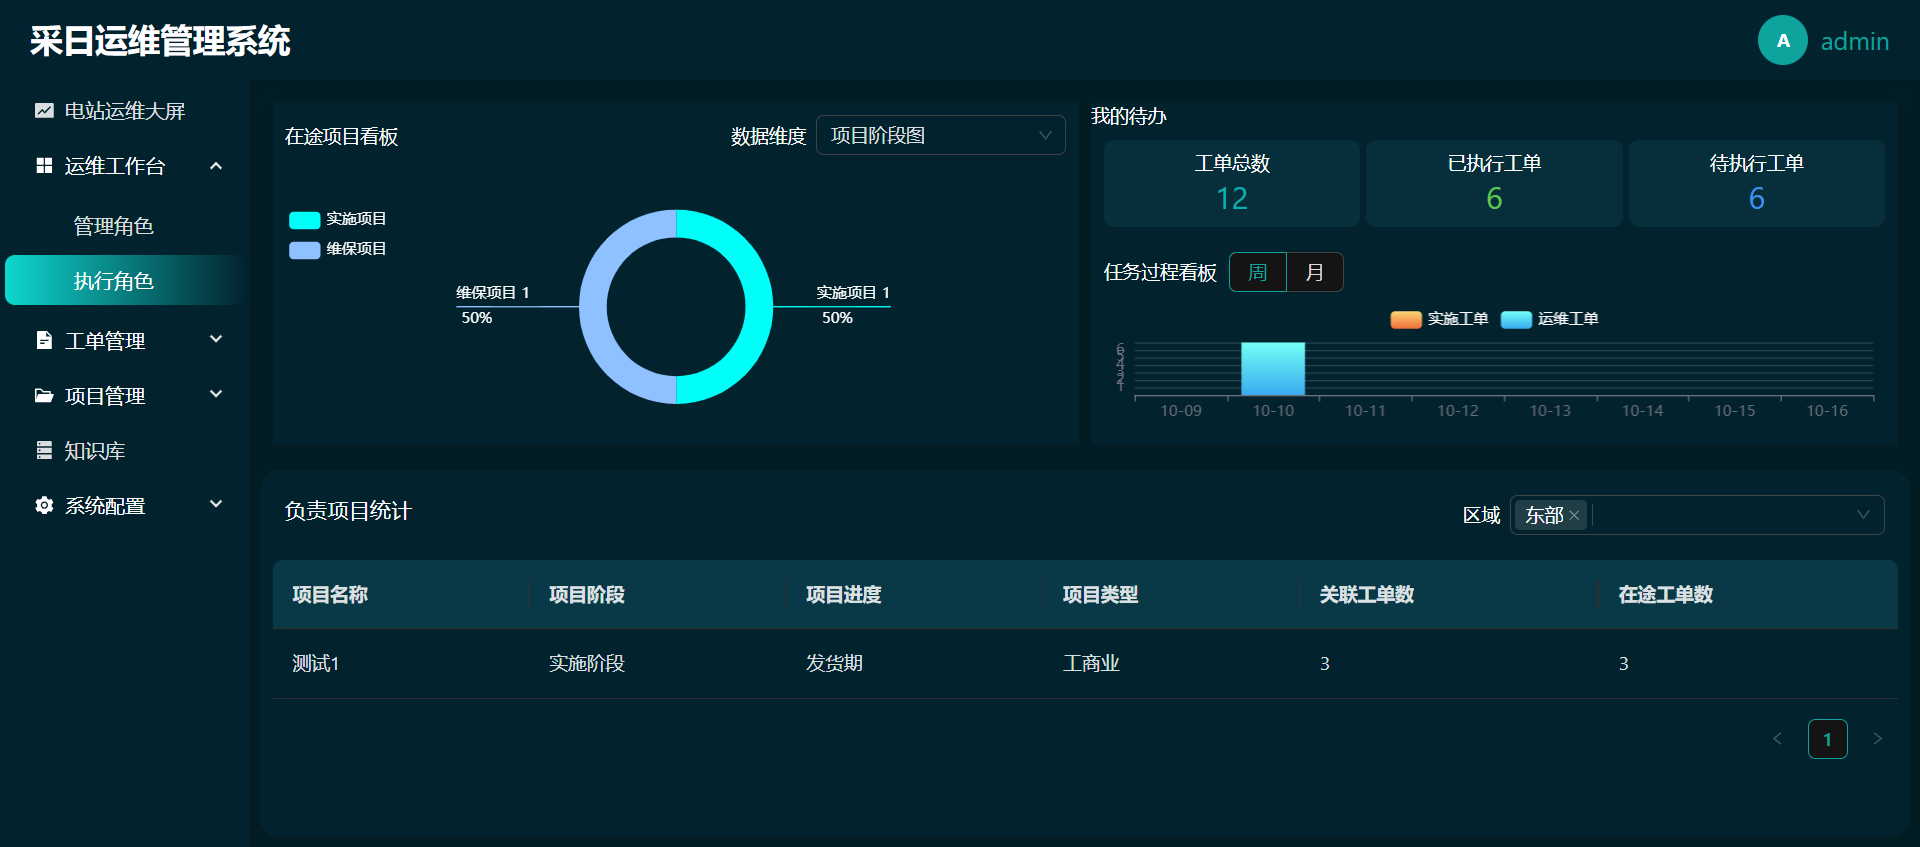 采日运维管理系统
A admin
电站运维大屏
运维工作台
管理角色
执行角色
工单管理
项目管理
知识库
系统配置
在途项目看板
数据维度 项目阶段图
实施项目
维保项目
维保项目 1
50%
实施项目 1
50%
我的待办
工单总数
12
已执行工单
6
待执行工单
6
任务过程看板 周 月
实施工单 运维工单
6
5
4
3
2
1
10-09 10-10 10-11 10-12 10-13 10-14 10-15 10-16
负责项目统计
区域 东部
项目名称 项目阶段 项目进度 项目类型 关联工单数 在途工单数
测试1 实施阶段 发货期 工商业 3 3
1